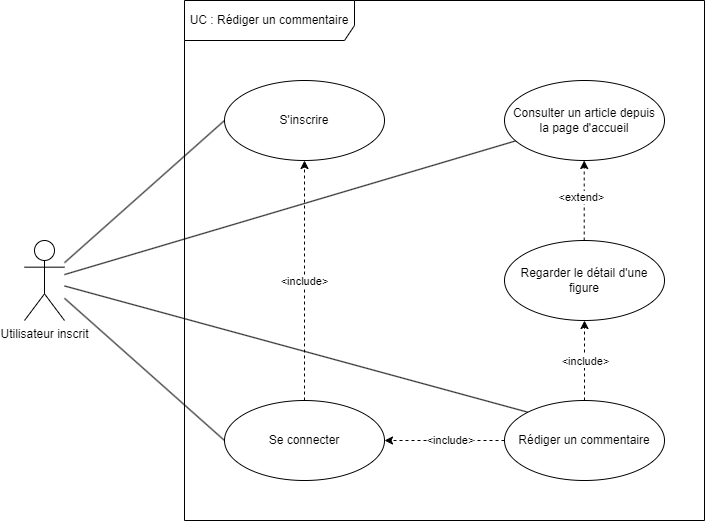 UC : Rédiger un commentaire
S'inscrire
Consulter un article depuis
la page d'accueil
<extend>
Regarder le détail d'une
figure
<include>
Utilisateur inscrit
<include>
Se connecter
<include>
Rédiger un commentaire